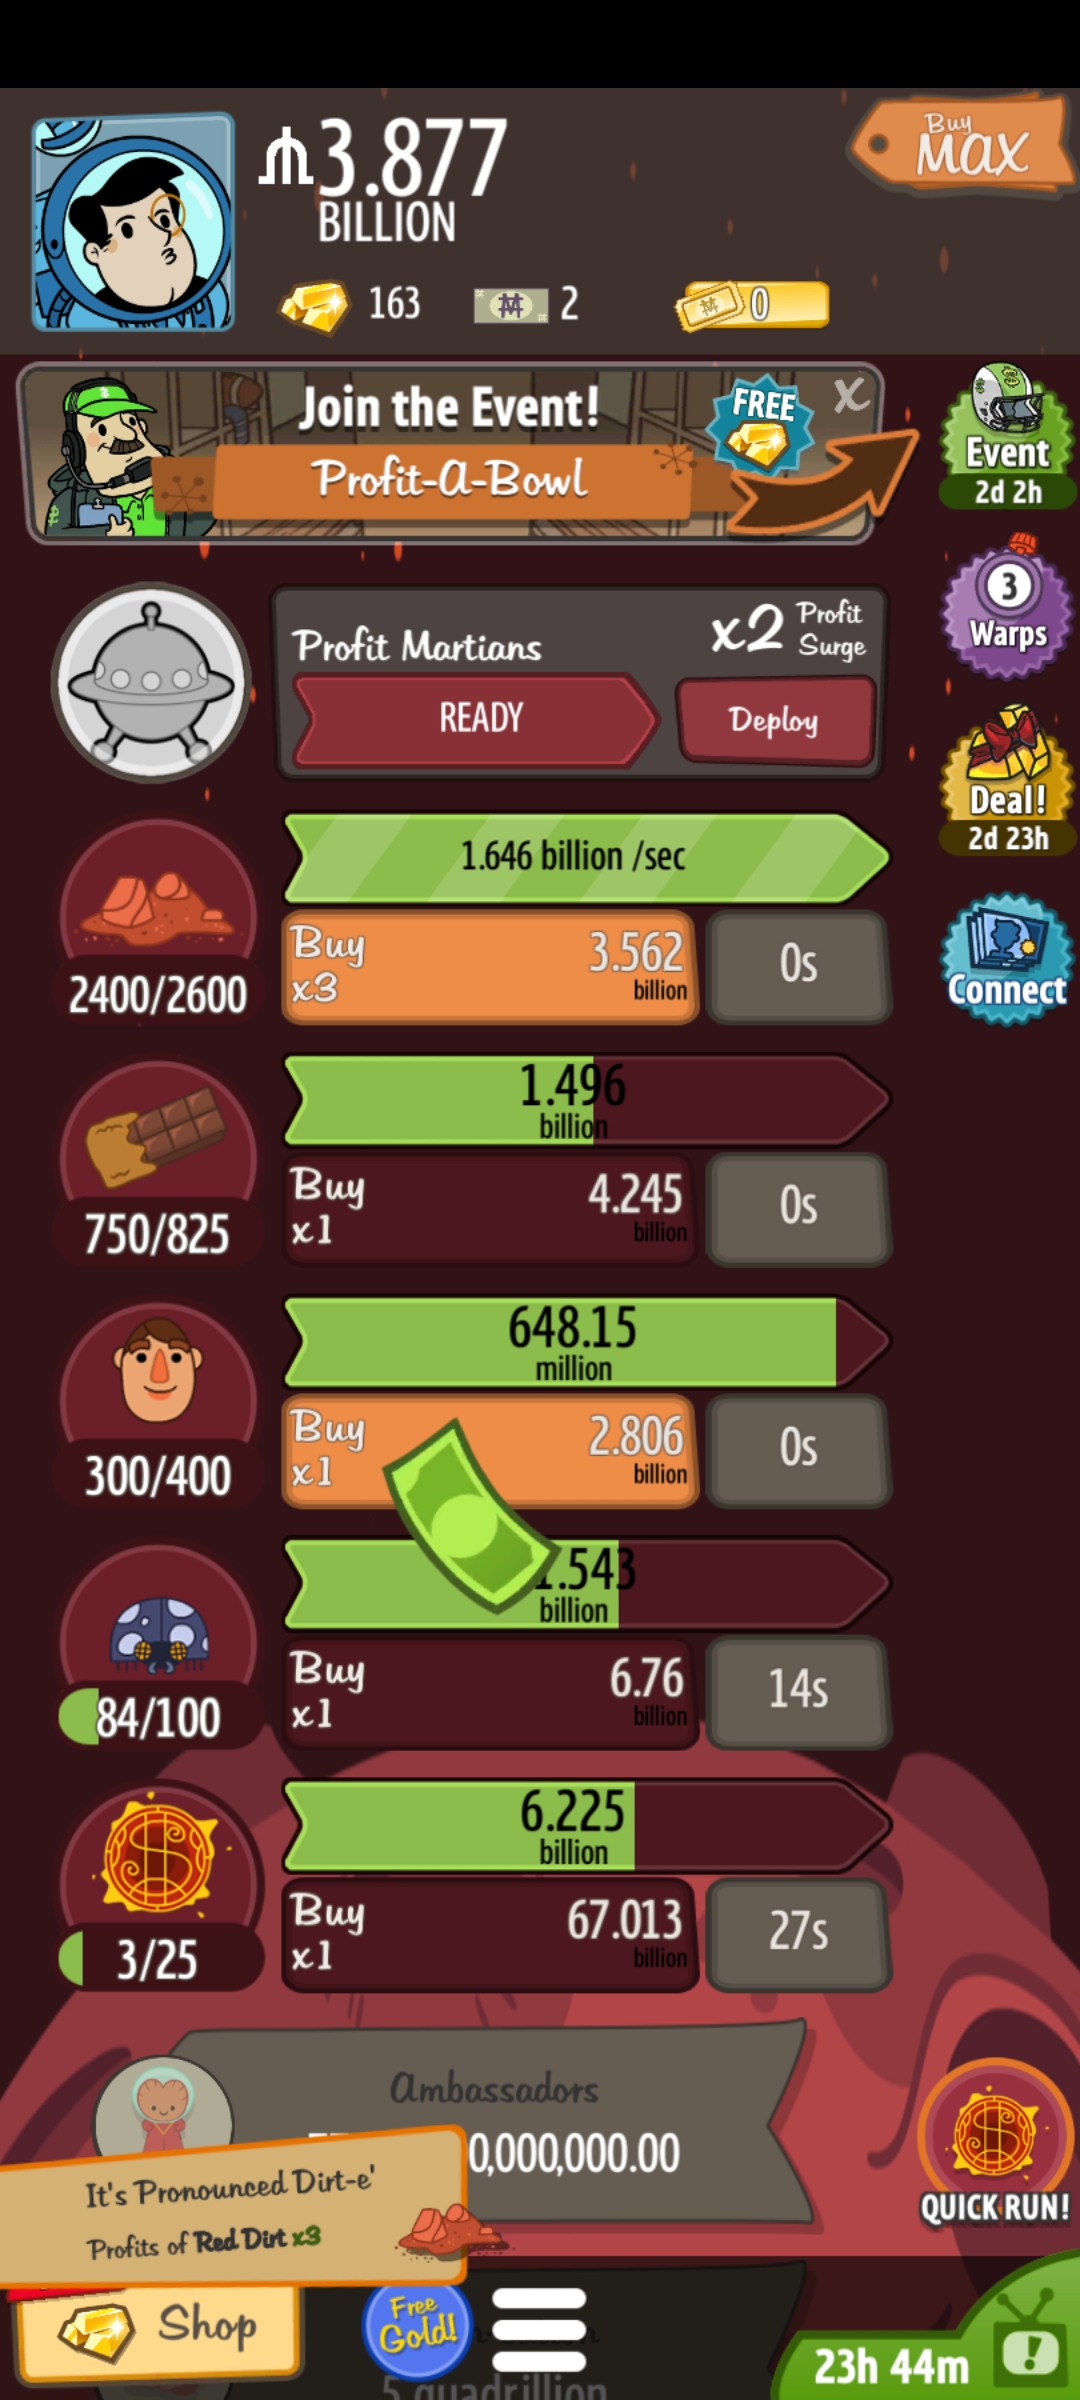 3.877
BILLION
Buy
MAX
163
2
0
Join the Event!
FREE
X
Profit-A-Bowl
Event
2d 2h
3
Warps
Profit Martians
x2 Profit
Surge
READY
Deploy
Deal!
2d 23h
1.646 billion /sec
Buy
x3
3.562
billion
0s
2400/2600
Connect
1.496
billion
Buy
x1
4.245
billion
0s
750/825
648.15
million
Buy
x1
2.806
billion
0s
300/400
.543
billion
Buy
x1
6.76
billion
14s
84/100
6.225
billion
Buy
x1
67.013
billion
27s
3/25
Ambassadors
0,000,000.00
It's Pronounced Dirt-e'
Profits of Red Dirt x3
QUICK RUN!
Shop
Free
Gold!
23h 44m
5 quadrillion